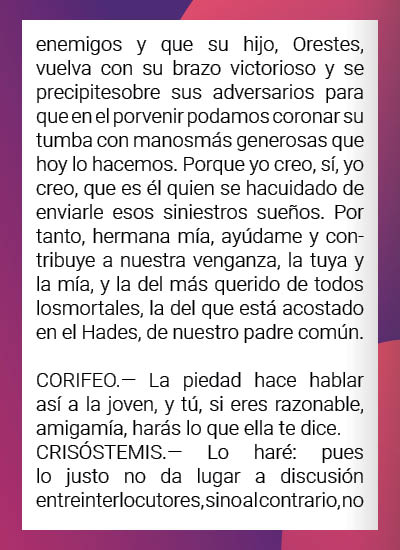 enemigos y que su hijo, Orestes,
vuelva con su brazo victorioso y se
precipitesobre sus adversarios para
que en el porvenir podamos coronar su
tumba con manosmás generosas que
hoy lo hacemos. Porque yo creo, sí, yo
creo, que es él quien se hacuidado de
enviarle esos siniestros sueños. Por
tanto, hermana mía, ayúdame y con-
tribuye a nuestra venganza, la tuya y
la mía, y la del más querido de todos
losmortales, la del que está acostado
en el Hades, de nuestro padre común.
CORIFEO.— La piedad hace hablar
así a la joven, y tú, si eres razonable,
amigamía, harás lo que ella te dice.
CRISÓSTEMIS.— Lo haré: pues
lo justo no da lugar a discusión
entreinterlocutores,sinoalcontrario,no